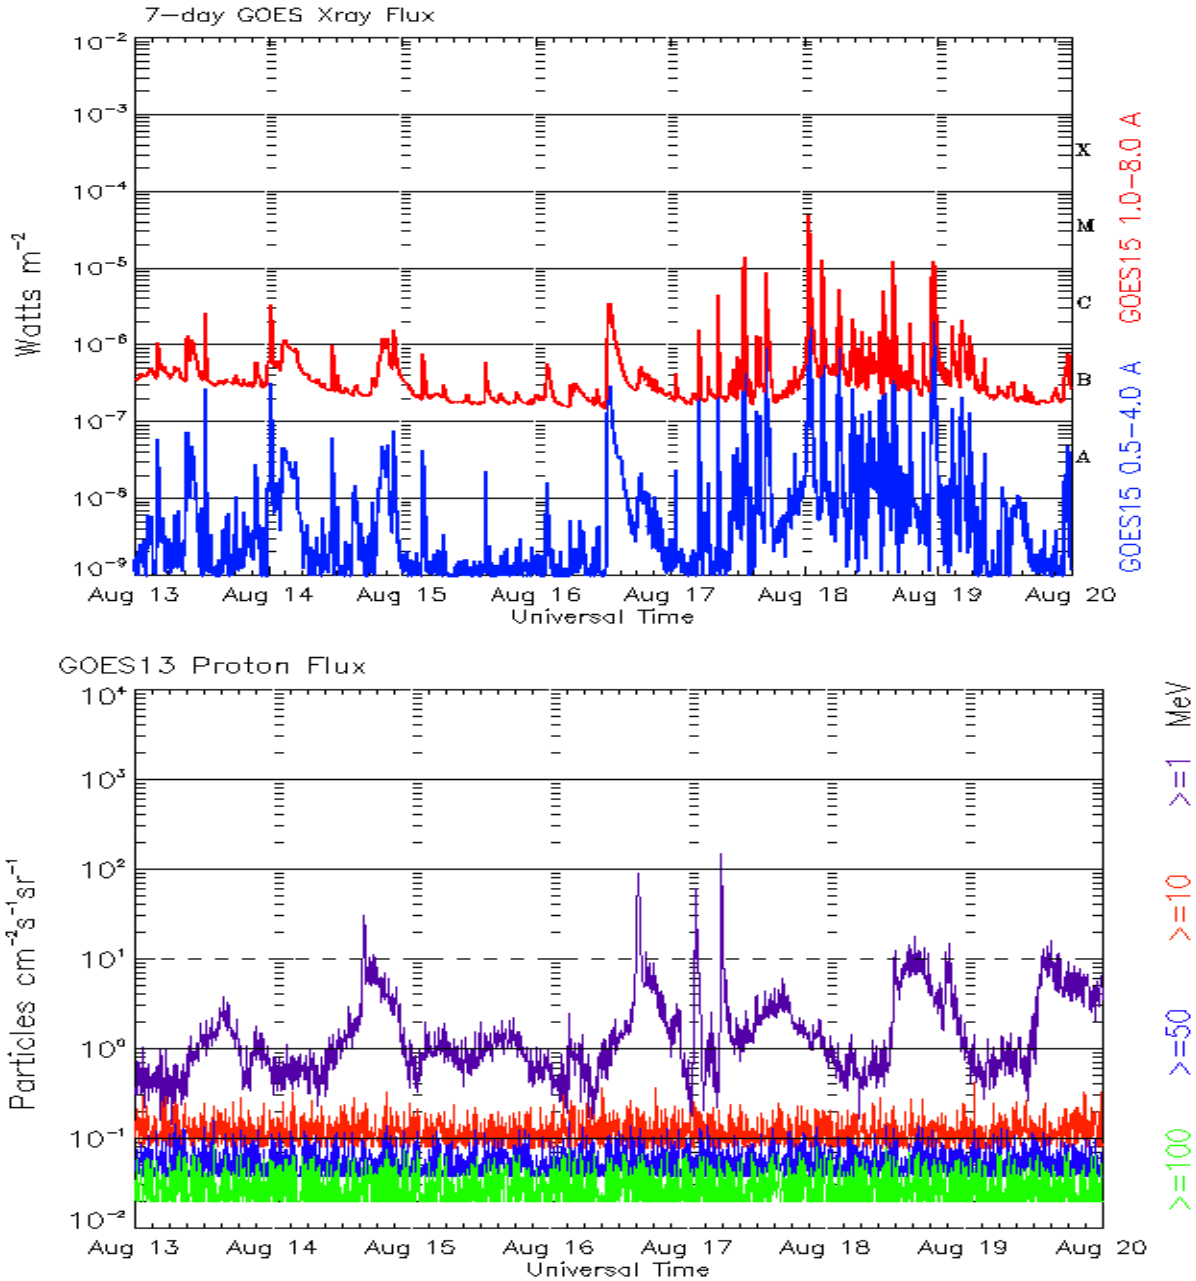 7-day GOES Xray Flux
10⁻²
10⁻³
10⁻⁴
10⁻⁵
10⁻⁶
10⁻⁷
10⁻⁸
10⁻⁹
Watts m⁻²
X
M
C
B
A
GOES15 1.0-8.0 A
GOES15 0.5-4.0 A
Aug 13 Aug 14 Aug 15 Aug 16 Aug 17 Aug 18 Aug 19 Aug 20
Universal Time
GOES13 Proton Flux
10⁴
10³
10²
10¹
10⁰
10⁻¹
10⁻²
Particles cm⁻²s⁻¹sr⁻¹
>=1 MeV
>=10
>=50
>=100
Aug 13 Aug 14 Aug 15 Aug 16 Aug 17 Aug 18 Aug 19 Aug 20
Universal Time